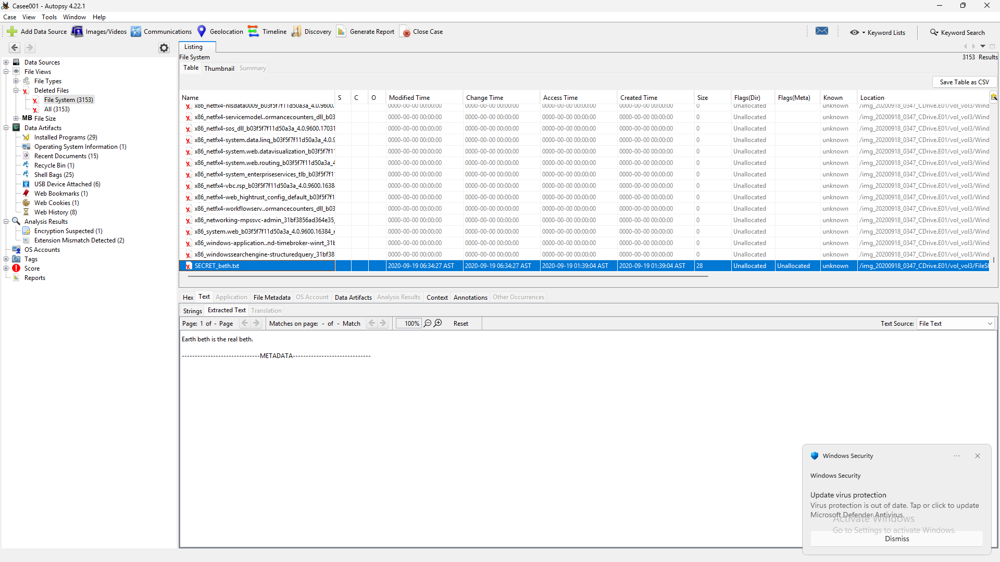 Casee001 - Autopsy 4.22.1
Case View Tools Window Help
Add Data Source Images/Videos Communications Geolocation Timeline Discovery Generate Report Close Case Keyword Lists Keyword Search
Listing
File System 3153 Results
Table Thumbnail Summary
Save Table as CSV
Data Sources
File Views
File Types
Deleted Files
File System (3153)
All (3153)
MB File Size
Data Artifacts
Installed Programs (29)
Operating System Information (1)
Recent Documents (15)
Recycle Bin (1)
Shell Bags (25)
USB Device Attached (6)
Web Bookmarks (1)
Web Cookies (1)
Web History (8)
Analysis Results
Encryption Suspected (1)
Extension Mismatch Detected (2)
OS Accounts
Tags
Score
Reports
Name S C O Modified Time Change Time Access Time Created Time Size Flags(Dir) Flags(Meta) Known Location
x86_netfx4-nlsdata0009_b03f5f7f11d50a3a_4.0.9600. 0000-00-00 00:00:00 0000-00-00 00:00:00 0000-00-00 00:00:00 0000-00-00 00:00:00 0 Unallocated unknown /img_20200918_0347_CDrive.E01/vol_vol3/Wind
x86_netfx4-servicemodel..ormancecounters_dll_b03 0000-00-00 00:00:00 0000-00-00 00:00:00 0000-00-00 00:00:00 0000-00-00 00:00:00 0 Unallocated unknown /img_20200918_0347_CDrive.E01/vol_vol3/Wind
x86_netfx4-sos_dll_b03f5f7f11d50a3a_4.0.9600.17031 0000-00-00 00:00:00 0000-00-00 00:00:00 0000-00-00 00:00:00 0000-00-00 00:00:00 0 Unallocated unknown /img_20200918_0347_CDrive.E01/vol_vol3/Wind
x86_netfx4-system.data.linq_b03f5f7f11d50a3a_4.0.9 0000-00-00 00:00:00 0000-00-00 00:00:00 0000-00-00 00:00:00 0000-00-00 00:00:00 0 Unallocated unknown /img_20200918_0347_CDrive.E01/vol_vol3/Wind
x86_netfx4-system.web.datavisualization_b03f5f7f1 0000-00-00 00:00:00 0000-00-00 00:00:00 0000-00-00 00:00:00 0000-00-00 00:00:00 0 Unallocated unknown /img_20200918_0347_CDrive.E01/vol_vol3/Wind
x86_netfx4-system.web.routing_b03f5f7f11d50a3a_4 0000-00-00 00:00:00 0000-00-00 00:00:00 0000-00-00 00:00:00 0000-00-00 00:00:00 0 Unallocated unknown /img_20200918_0347_CDrive.E01/vol_vol3/Wind
x86_netfx4-system_enterpriseservices_tlb_b03f5f7f1 0000-00-00 00:00:00 0000-00-00 00:00:00 0000-00-00 00:00:00 0000-00-00 00:00:00 0 Unallocated unknown /img_20200918_0347_CDrive.E01/vol_vol3/Wind
x86_netfx4-vbc.rsp_b03f5f7f11d50a3a_4.0.9600.1638 0000-00-00 00:00:00 0000-00-00 00:00:00 0000-00-00 00:00:00 0000-00-00 00:00:00 0 Unallocated unknown /img_20200918_0347_CDrive.E01/vol_vol3/Wind
x86_netfx4-web_hightrust_config_default_b03f5f7f1 0000-00-00 00:00:00 0000-00-00 00:00:00 0000-00-00 00:00:00 0000-00-00 00:00:00 0 Unallocated unknown /img_20200918_0347_CDrive.E01/vol_vol3/Wind
x86_netfx4-workflowserv..ormancecounters_dll_b03 0000-00-00 00:00:00 0000-00-00 00:00:00 0000-00-00 00:00:00 0000-00-00 00:00:00 0 Unallocated unknown /img_20200918_0347_CDrive.E01/vol_vol3/Wind
x86_networking-mpssvc-admin_31bf3856ad364e35_ 0000-00-00 00:00:00 0000-00-00 00:00:00 0000-00-00 00:00:00 0000-00-00 00:00:00 0 Unallocated unknown /img_20200918_0347_CDrive.E01/vol_vol3/Wind
x86_system.web_b03f5f7f11d50a3a_4.0.9600.16384_r 0000-00-00 00:00:00 0000-00-00 00:00:00 0000-00-00 00:00:00 0000-00-00 00:00:00 0 Unallocated unknown /img_20200918_0347_CDrive.E01/vol_vol3/Wind
x86_windows-application..nd-timebroker-winrt_31b 0000-00-00 00:00:00 0000-00-00 00:00:00 0000-00-00 00:00:00 0000-00-00 00:00:00 0 Unallocated unknown /img_20200918_0347_CDrive.E01/vol_vol3/Wind
x86_windowssearchengine-structuredquery_31bf38 0000-00-00 00:00:00 0000-00-00 00:00:00 0000-00-00 00:00:00 0000-00-00 00:00:00 0 Unallocated unknown /img_20200918_0347_CDrive.E01/vol_vol3/Wind
SECRET_beth.txt 2020-09-19 06:34:27 AST 2020-09-19 06:34:27 AST 2020-09-19 01:39:04 AST 2020-09-19 01:39:04 AST 28 Unallocated Unallocated unknown /img_20200918_0347_CDrive.E01/vol_vol3/FileSh
Hex Text Application File Metadata OS Account Data Artifacts Analysis Results Context Annotations Other Occurrences
Strings Extracted Text Translation
Page: 1 of - Page Matches on page: - of - Match 100% Reset Text Source: File Text
Earth beth is the real beth.
------------------------------METADATA------------------------------
Windows Security
Windows Security
Update virus protection
Virus protection is out of date. Tap or click to update
Microsoft Defender Antivirus.
Activate Windows
Go to Settings to activate Windows.
Dismiss